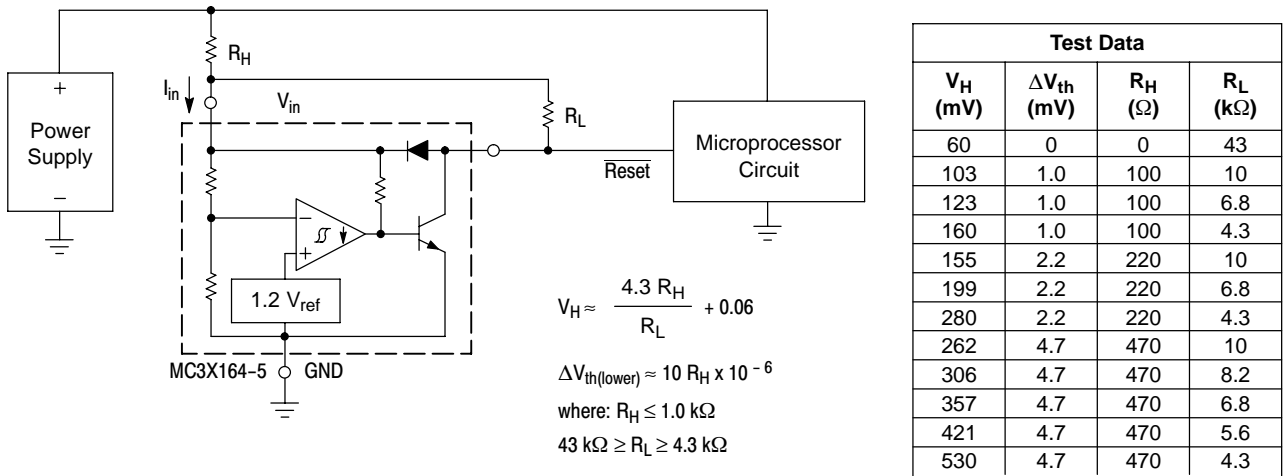 R_H
I_in
V_in
R_L
+
Power
Supply
−
Reset
Microprocessor
Circuit
−
+
1.2 V_ref
MC3X164−5
GND
V_H ≈ 4.3 R_H / R_L + 0.06
ΔV_th(lower) ≈ 10 R_H x 10^−6
where: R_H ≤ 1.0 kΩ
43 kΩ ≥ R_L ≥ 4.3 kΩ
Test Data
V_H (mV) ΔV_th (mV) R_H (Ω) R_L (kΩ)
60 0 0 43
103 1.0 100 10
123 1.0 100 6.8
160 1.0 100 4.3
155 2.2 220 10
199 2.2 220 6.8
280 2.2 220 4.3
262 4.7 470 10
306 4.7 470 8.2
357 4.7 470 6.8
421 4.7 470 5.6
530 4.7 470 4.3